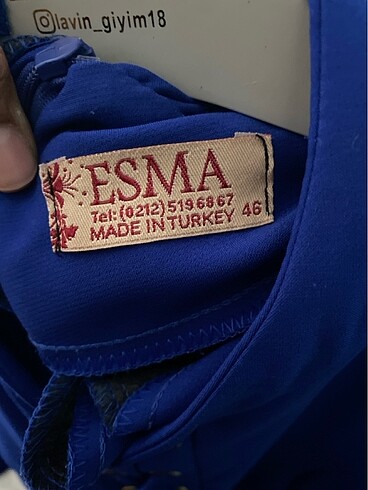 lavin_giyim18
ESMA
Tel: (0212) 519 68 67
MADE IN TURKEY 46